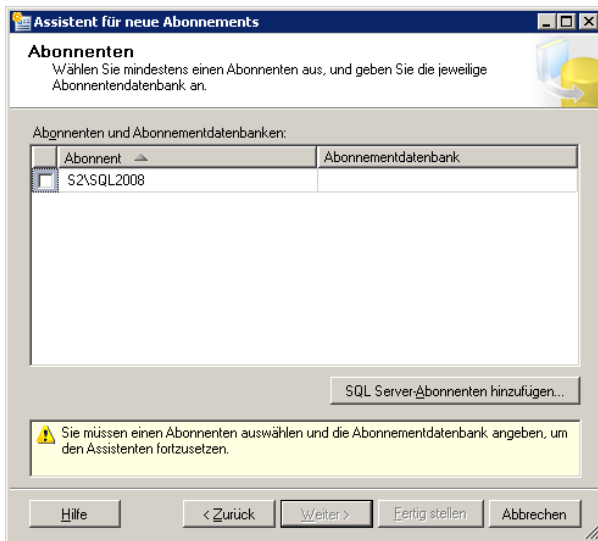 Assistent für neue Abonnements
Abonnenten
Wählen Sie mindestens einen Abonnenten aus, und geben Sie die jeweilige
Abonnentendatenbank an.
Abonnenten und Abonnementdatenbanken:
Abonnent Abonnementdatenbank
S2\SQL2008
SQL Server-Abonnenten hinzufügen...
Sie müssen einen Abonnenten auswählen und die Abonnementdatenbank angeben, um
den Assistenten fortzusetzen.
Hilfe < Zurück Weiter > Fertig stellen Abbrechen